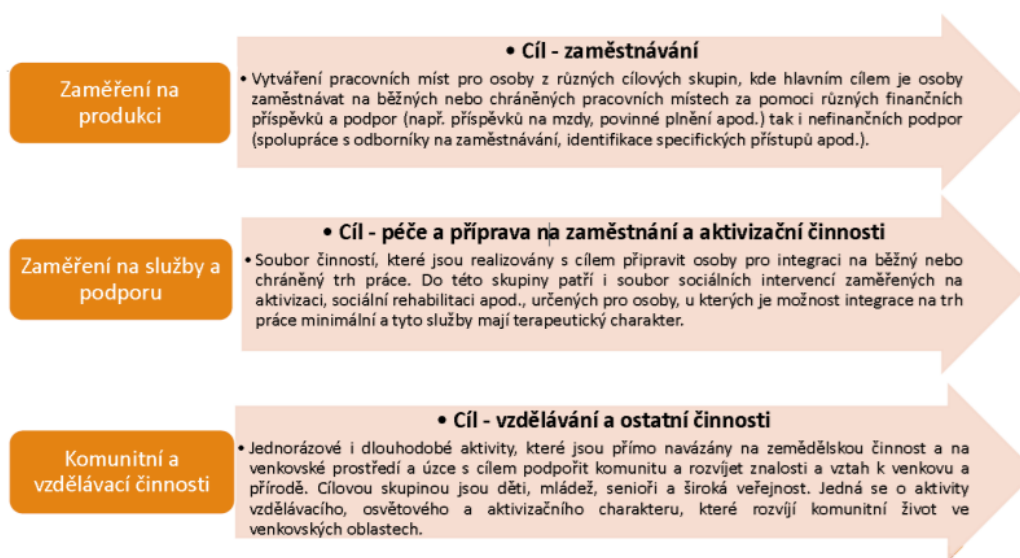 Zaměření na
produkci
• Cíl - zaměstnávání
• Vytváření pracovních míst pro osoby z různých cílových skupin, kde hlavním cílem je osoby
zaměstnávat na běžných nebo chráněných pracovních místech za pomoci různých finančních
příspěvků a podpor (např. příspěvků na mzdy, povinné plnění apod.) tak i nefinančních podpor
(spolupráce s odborníky na zaměstnávání, identifikace specifických přístupů apod.).
Zaměření na služby a
podporu
• Cíl - péče a příprava na zaměstnání a aktivizační činnosti
• Soubor činností, které jsou realizovány s cílem připravit osoby pro integraci na běžný nebo
chráněný trh práce. Do této skupiny patří i soubor sociálních intervencí zaměřených na
aktivizaci, sociální rehabilitaci apod., určených pro osoby, u kterých je možnost integrace na trh
práce minimální a tyto služby mají terapeutický charakter.
Komunitní a
vzdělávací činnosti
• Cíl - vzdělávání a ostatní činnosti
• Jednorázové i dlouhodobé aktivity, které jsou přímo navázány na zemědělskou činnost a na
venkovské prostředí a úzce s cílem podpořit komunitu a rozvíjet znalosti a vztah k venkovu a
přírodě. Cílovou skupinou jsou děti, mládež, senioři a široká veřejnost. Jedná se o aktivity
vzdělávacího, osvětového a aktivizačního charakteru, které rozvíjí komunitní život ve
venkovských oblastech.